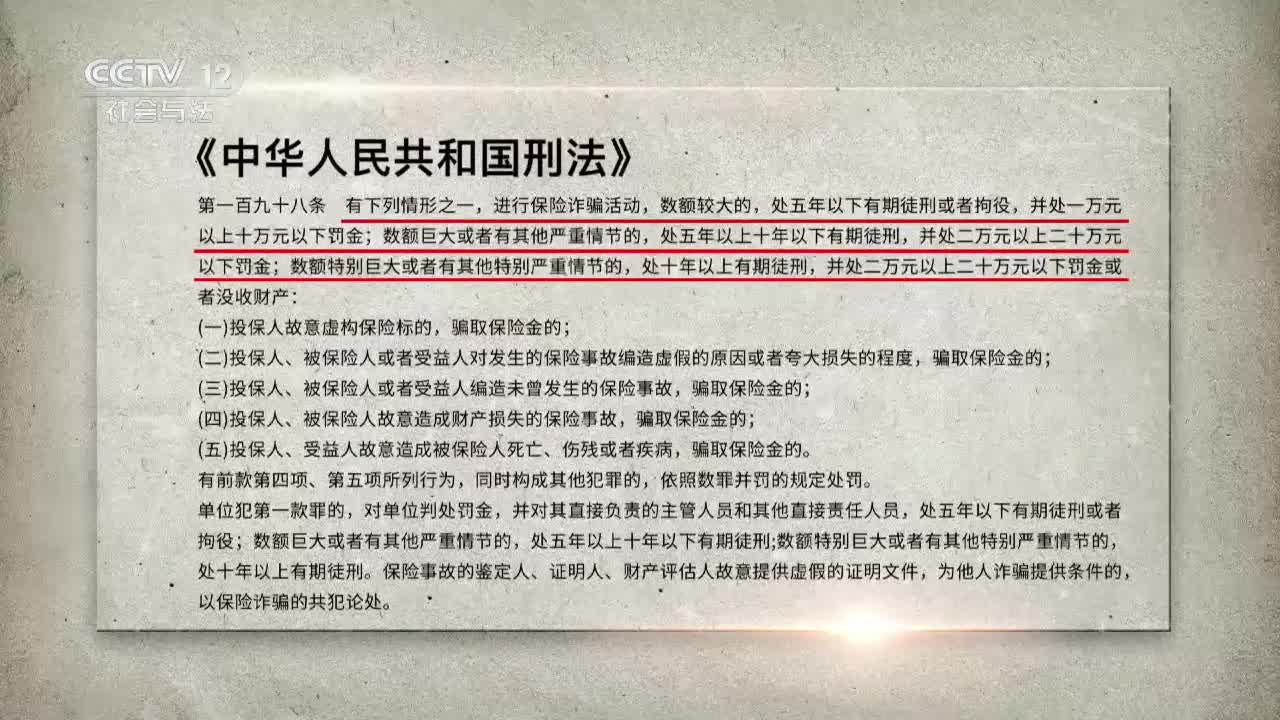 CCTV 12
社会与法
《中华人民共和国刑法》
第一百九十八条 有下列情形之一，进行保险诈骗活动，数额较大的，处五年以下有期徒刑或者拘役，并处一万元
以上十万元以下罚金；数额巨大或者有其他严重情节的，处五年以上十年以下有期徒刑，并处二万元以上二十万元
以下罚金；数额特别巨大或者有其他特别严重情节的，处十年以上有期徒刑，并处二万元以上二十万元以下罚金或
者没收财产：
(一)投保人故意虚构保险标的，骗取保险金的；
(二)投保人、被保险人或者受益人对发生的保险事故编造虚假的原因或者夸大损失的程度，骗取保险金的；
(三)投保人、被保险人或者受益人编造未曾发生的保险事故，骗取保险金的；
(四)投保人、被保险人故意造成财产损失的保险事故，骗取保险金的；
(五)投保人、受益人故意造成被保险人死亡、伤残或者疾病，骗取保险金的。
有前款第四项、第五项所列行为，同时构成其他犯罪的，依照数罪并罚的规定处罚。
单位犯第一款罪的，对单位判处罚金，并对其直接负责的主管人员和其他直接责任人员，处五年以下有期徒刑或者
拘役；数额巨大或者有其他严重情节的，处五年以上十年以下有期徒刑;数额特别巨大或者有其他特别严重情节的，
处十年以上有期徒刑。保险事故的鉴定人、证明人、财产评估人故意提供虚假的证明文件，为他人诈骗提供条件的，
以保险诈骗的共犯论处。